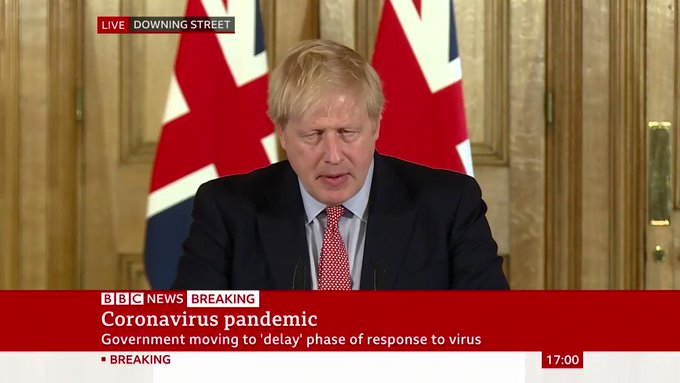 LIVE DOWNING STREET
BBC NEWS BREAKING
Coronavirus pandemic
Government moving to 'delay' phase of response to virus
BREAKING 17:00